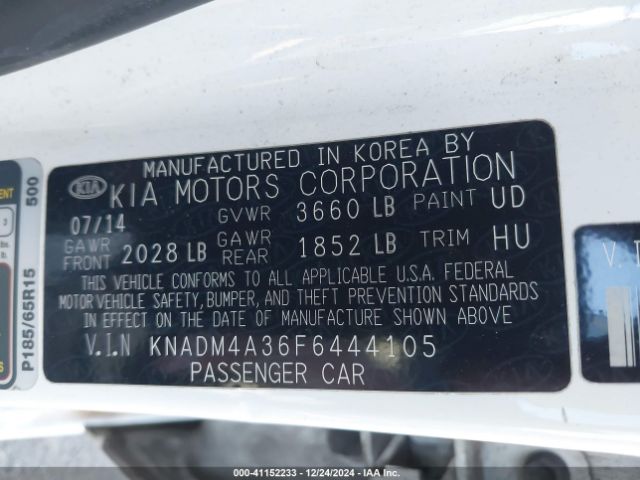 MANUFACTURED IN KOREA BY
KIA KIA MOTORS CORPORATION
07/14 GVWR 3660 LB PAINT UD
GAWR FRONT 2028 LB GAWR REAR 1852 LB TRIM HU
THIS VEHICLE CONFORMS TO ALL APPLICABLE U.S.A. FEDERAL
MOTOR VEHICLE SAFETY, BUMPER, AND THEFT PREVENTION STANDARDS
IN EFFECT ON THE DATE OF MANUFACTURE SHOWN ABOVE
V.I.N KNADM4A36F6444105
PASSENGER CAR
P185/65R15 500
3
V.I
000-41152233 - 12/24/2024 - IAA Inc.